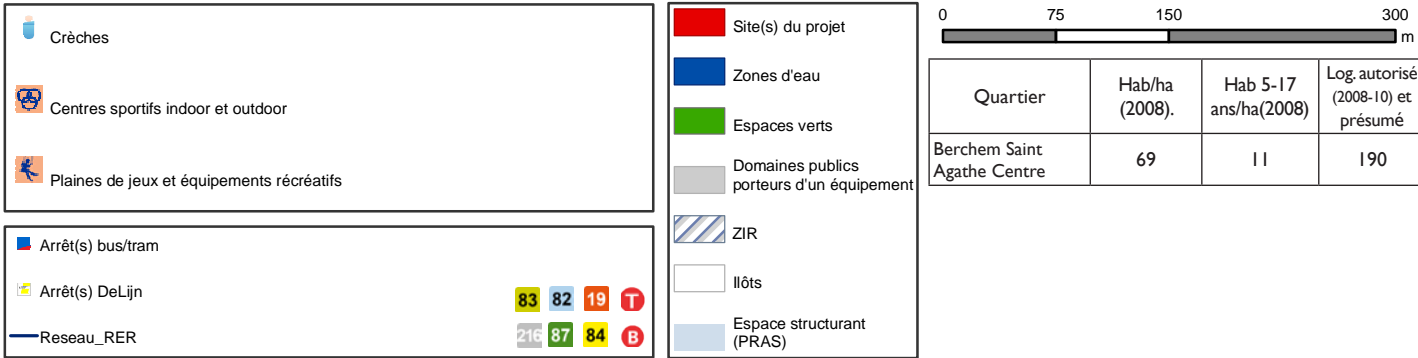 Crèches
Centres sportifs indoor et outdoor
Plaines de jeux et équipements récréatifs
Arrêt(s) bus/tram
Arrêt(s) DeLijn
83 82 19 T
Reseau_RER
216 87 84 B
Site(s) du projet
Zones d'eau
Espaces verts
Domaines publics
porteurs d'un équipement
ZIR
Ilôts
Espace structurant
(PRAS)
0 75 150 300
m
Quartier
Hab/ha
(2008).
Hab 5-17
ans/ha(2008)
Log. autorisé
(2008-10) et
présumé
Berchem Saint
Agathe Centre
69
11
190